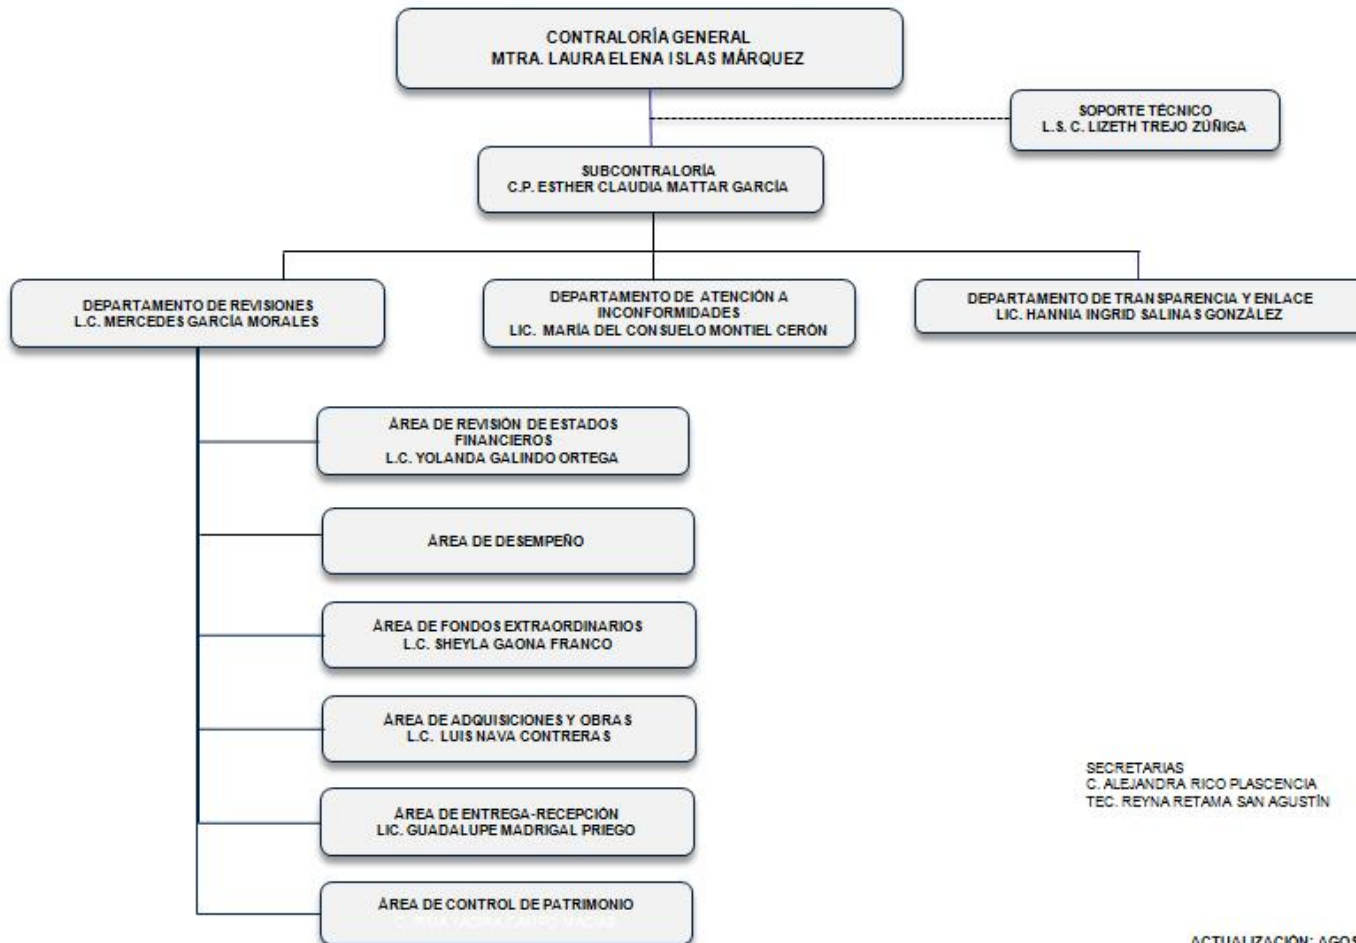 CONTRALORÍA GENERAL
MTRA. LAURA ELENA ISLAS MÁRQUEZ
SOPORTE TÉCNICO
L.S. C. LIZETH TREJO ZÚÑIGA
SUBCONTRALORÍA
C.P. ESTHER CLAUDIA MATTAR GARCÍA
DEPARTAMENTO DE REVISIONES
L.C. MERCEDES GARCÍA MORALES
DEPARTAMENTO DE ATENCIÓN A
INCONFORMIDADES
LIC. MARÍA DEL CONSUELO MONTIEL CERÓN
DEPARTAMENTO DE TRANSPARENCIA Y ENLACE
LIC. HANNIA INGRID SALINAS GONZÁLEZ
ÁREA DE REVISIÓN DE ESTADOS
FINANCIEROS
L.C. YOLANDA GALINDO ORTEGA
ÁREA DE DESEMPEÑO
ÁREA DE FONDOS EXTRAORDINARIOS
L.C. SHEYLA GAONA FRANCO
ÁREA DE ADQUISICIONES Y OBRAS
L.C. LUIS NAVA CONTRERAS
ÁREA DE ENTREGA-RECEPCIÓN
LIC. GUADALUPE MADRIGAL PRIEGO
ÁREA DE CONTROL DE PATRIMONIO
SECRETARIAS
C. ALEJANDRA RICO PLASCENCIA
TEC. REYNA RETAMA SAN AGUSTÍN
ACTUALIZACIÓN: AGOS